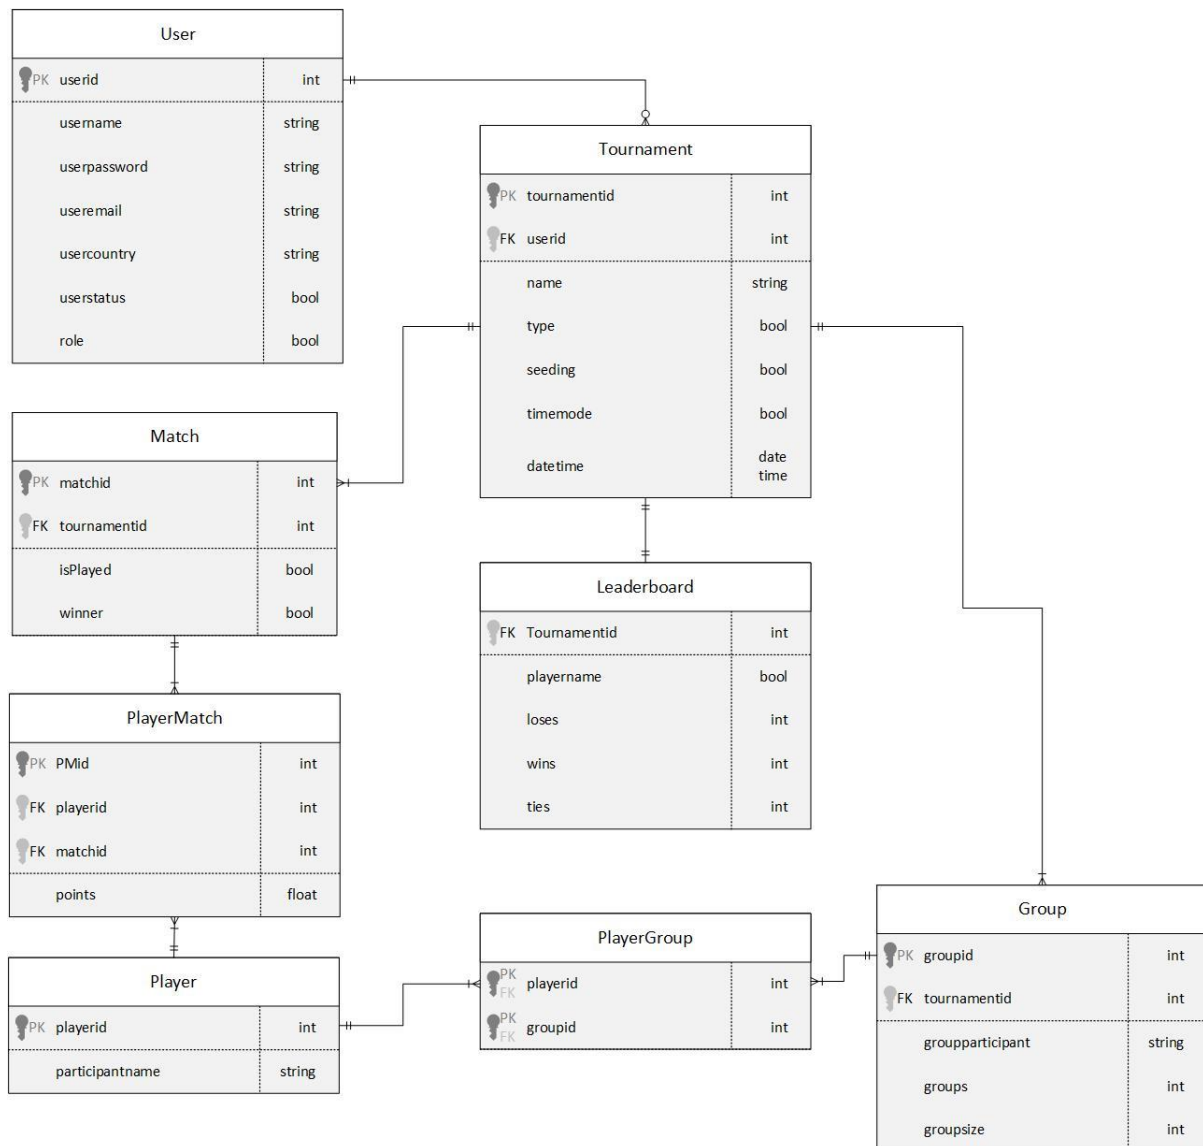 User
PK userid int
username string
userpassword string
useremail string
usercountry string
userstatus bool
role bool
Tournament
PK tournamentid int
FK userid int
name string
type bool
seeding bool
timemode bool
datetime date
time
Match
PK matchid int
FK tournamentid int
isPlayed bool
winner bool
Leaderboard
FK Tournamentid int
playername bool
loses int
wins int
ties int
PlayerMatch
PK PMid int
FK playerid int
FK matchid int
points float
Player
PK playerid int
participantname string
PlayerGroup
PK
FK playerid int
PK
FK groupid int
Group
PK groupid int
FK tournamentid int
groupparticipant string
groups int
groupsize int